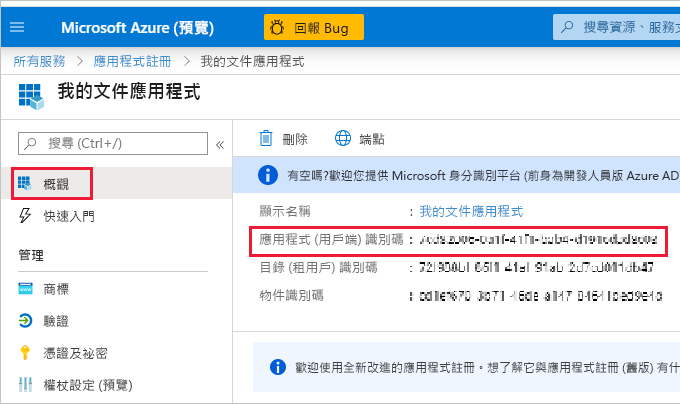 Microsoft Azure (預覽)
回報 Bug
搜尋資源、服務
所有服務 > 應用程式註冊 > 我的文件應用程式
我的文件應用程式
搜尋 (Ctrl+/)
«
刪除
端點
概觀
快速入門
管理
商標
驗證
憑證及祕密
權杖設定 (預覽)
有空嗎?歡迎您提供 Microsoft 身分識別平台 (前身為開發人員版 Azure AD
顯示名稱 : 我的文件應用程式
應用程式 (用戶端) 識別碼 :
目錄 (租用戶) 識別碼 :
物件識別碼 :
歡迎使用全新改進的應用程式註冊。想了解它與應用程式註冊 (舊版) 有什